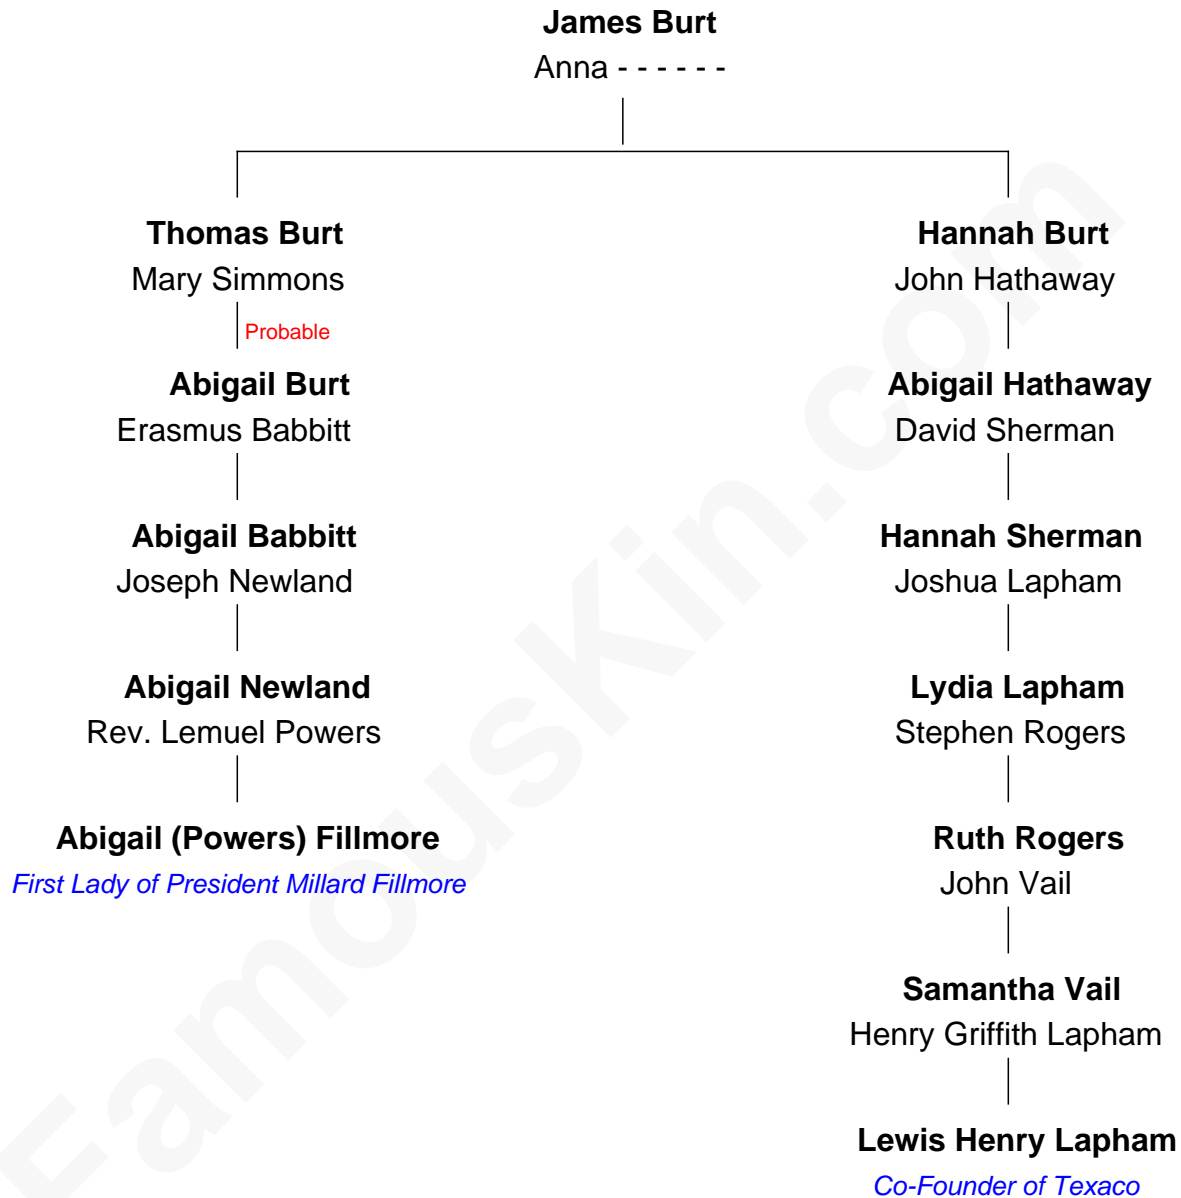 James Burt
Anna - - - - - -
Thomas Burt
Mary Simmons
Probable
Abigail Burt
Erasmus Babbitt
Abigail Babbitt
Joseph Newland
Abigail Newland
Rev. Lemuel Powers
Abigail (Powers) Fillmore
First Lady of President Millard Fillmore
Hannah Burt
John Hathaway
Abigail Hathaway
David Sherman
Hannah Sherman
Joshua Lapham
Lydia Lapham
Stephen Rogers
Ruth Rogers
John Vail
Samantha Vail
Henry Griffith Lapham
Lewis Henry Lapham
Co-Founder of Texaco
FamousKin.com